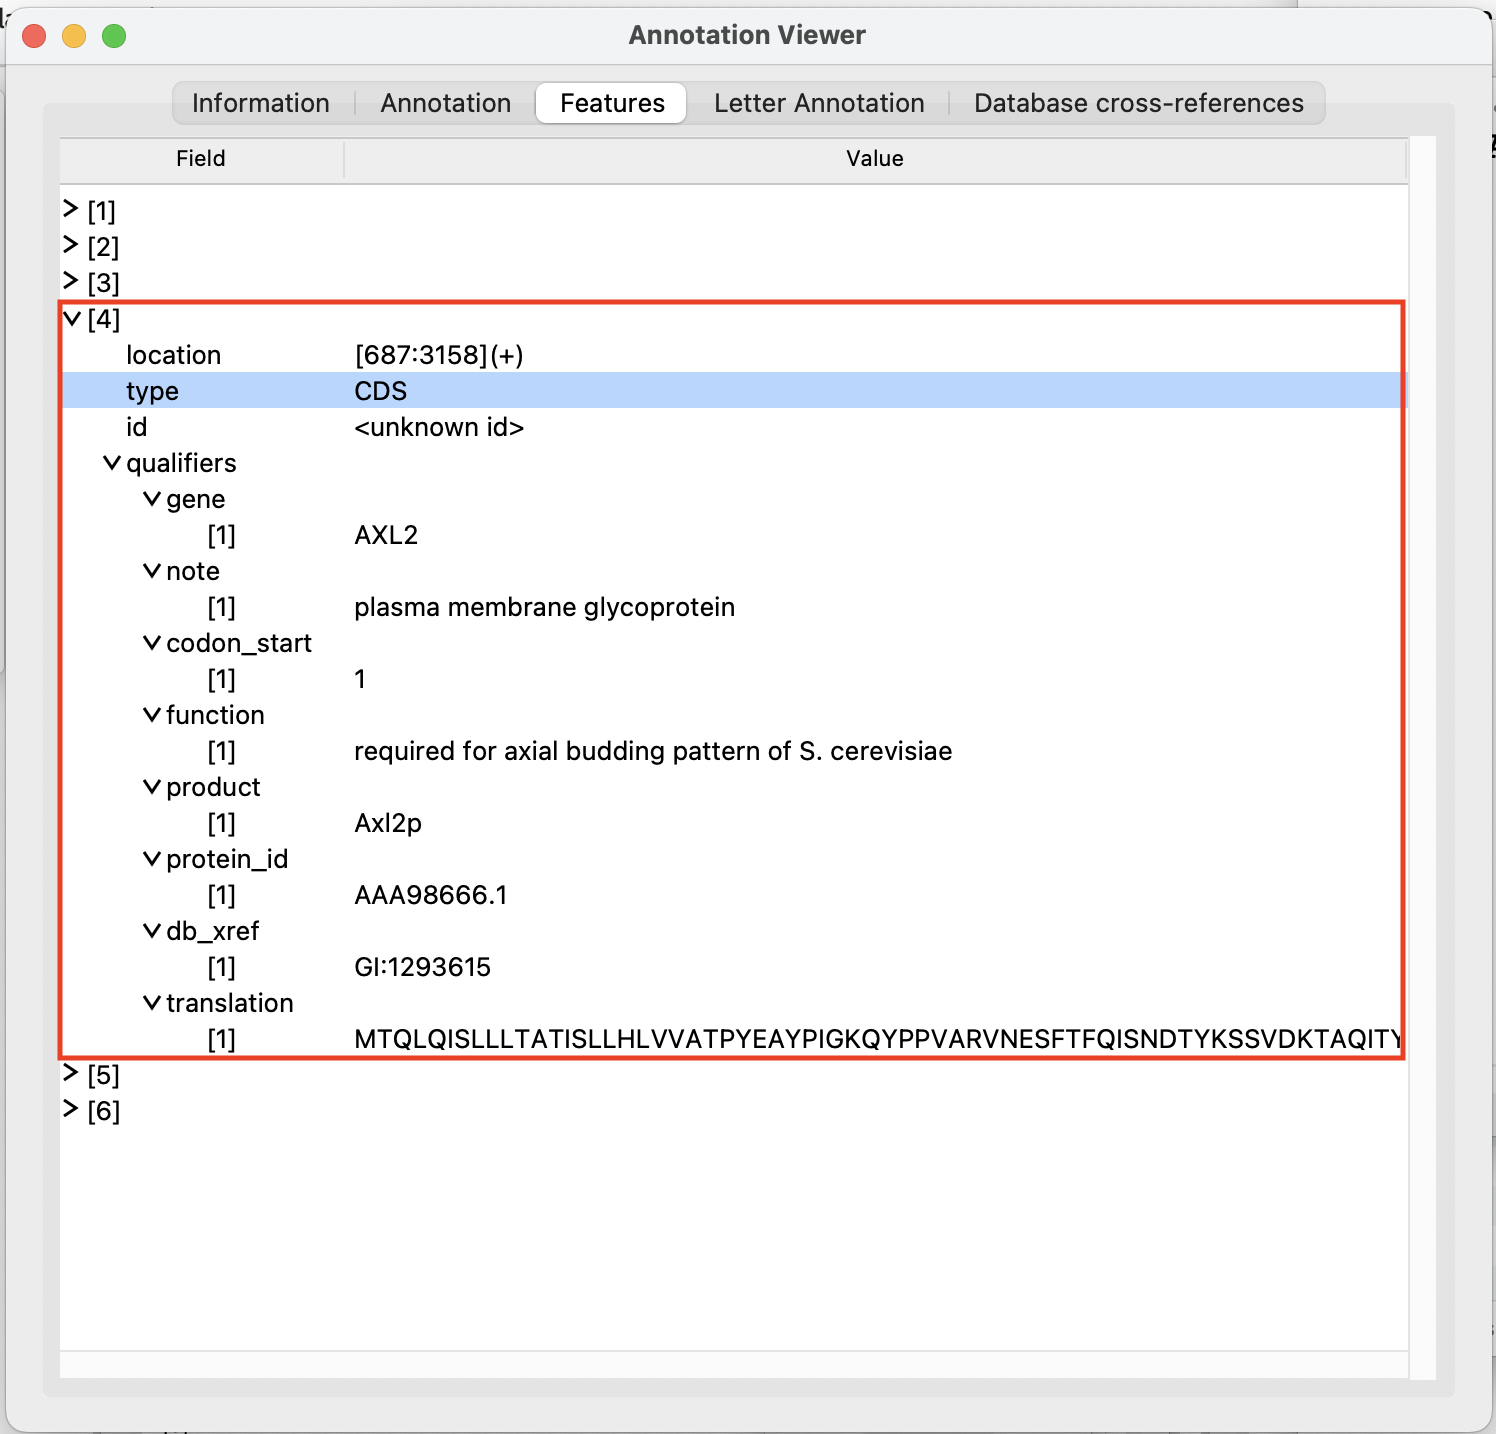 Annotation Viewer
Information Annotation Features Letter Annotation Database cross-references
Field Value
[1]
[2]
[3]
[4]
location [687:3158](+)
type CDS
id <unknown id>
qualifiers
gene
[1] AXL2
note
[1] plasma membrane glycoprotein
codon_start
[1] 1
function
[1] required for axial budding pattern of S. cerevisiae
product
[1] Axl2p
protein_id
[1] AAA98666.1
db_xref
[1] GI:1293615
translation
[1] MTQLQISLLLTATISLLHLVVATPYEAYPIGKQYPPVARVNESFTFQISNDTYKSSVDKTAQITY
[5]
[6]